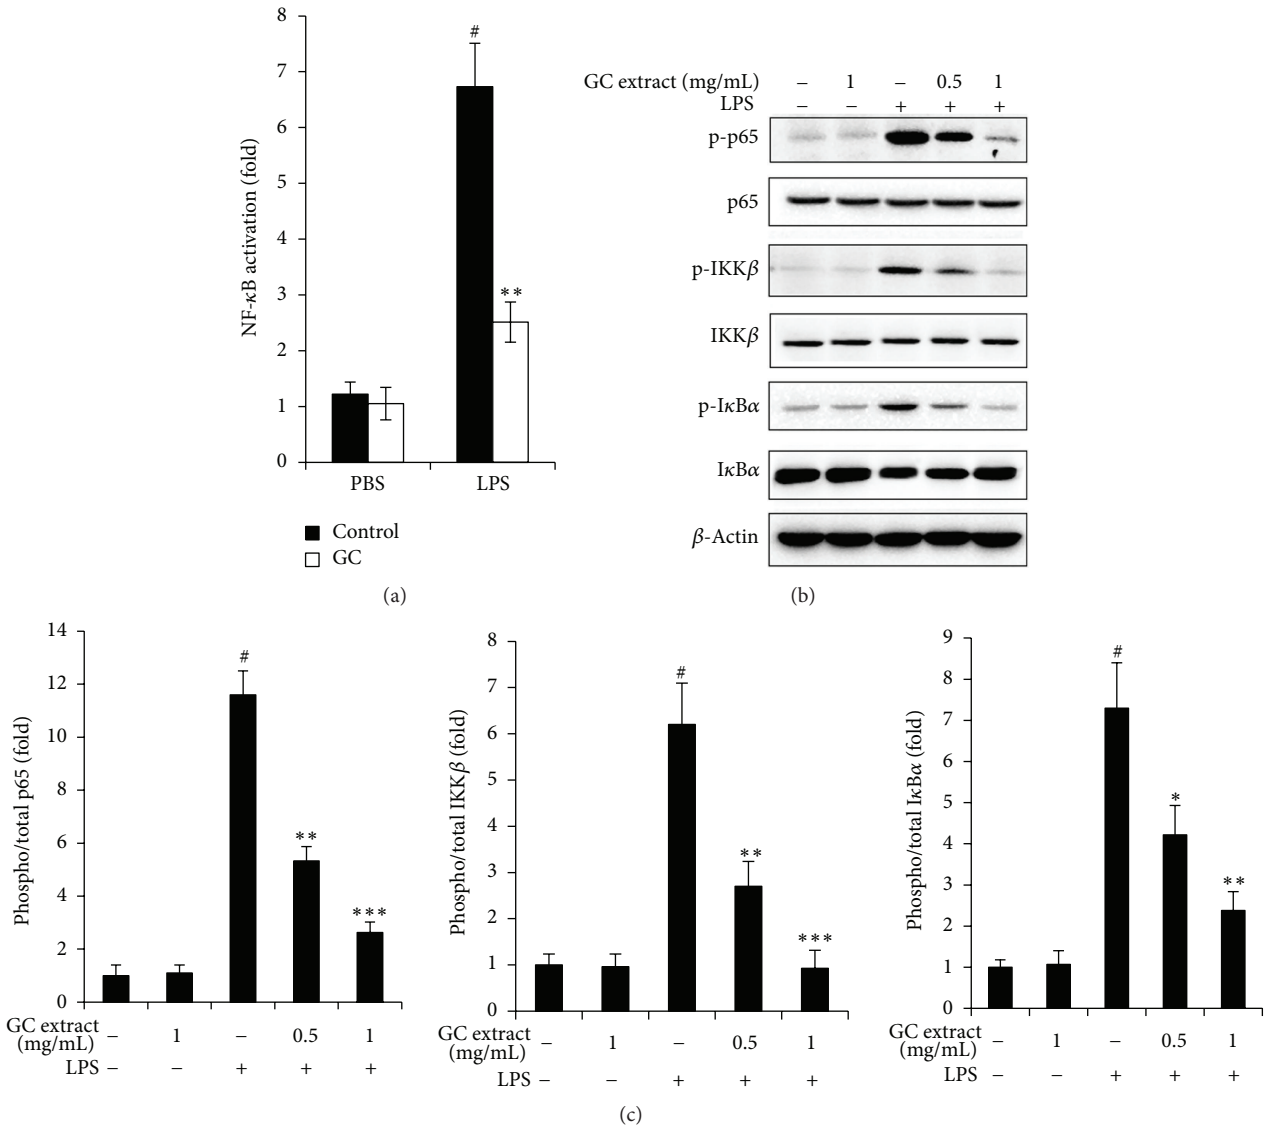 8
7
6
5
4
3
2
1
0
NF-κB activation (fold)
#
**
PBS LPS
Control
GC
(a)
GC extract (mg/mL) – 1 – 0.5 1
LPS – – + + +
p-p65
p65
p-IKKβ
IKKβ
p-IκBα
IκBα
β-Actin
(b)
14
12
10
8
6
4
2
0
Phospho/total p65 (fold)
#
**
***
GC extract
(mg/mL) – 1 – 0.5 1
LPS – – + + +
8
7
6
5
4
3
2
1
0
Phospho/total IKKβ (fold)
#
**
***
GC extract
(mg/mL) – 1 – 0.5 1
LPS – – + + +
9
8
7
6
5
4
3
2
1
0
Phospho/total IκBα (fold)
#
*
**
GC extract
(mg/mL) – 1 – 0.5 1
LPS – – + + +
(c)